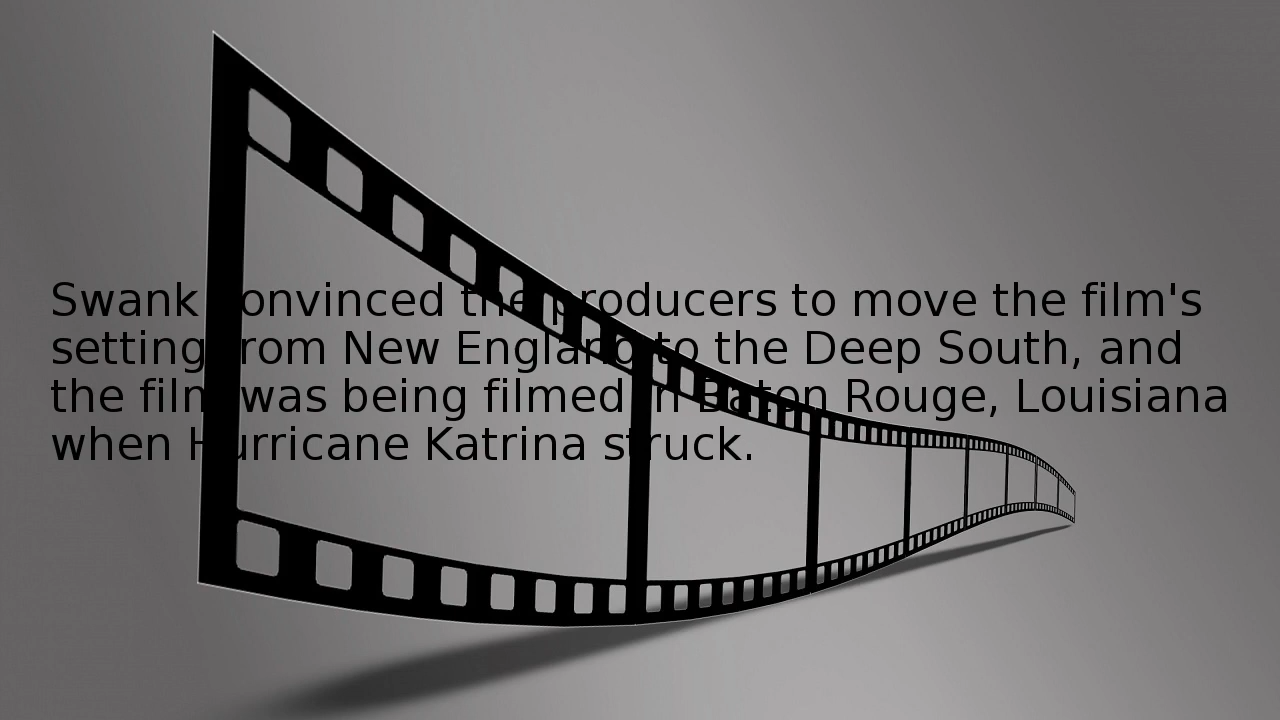 Swank convinced the producers to move the film's
setting from New England to the Deep South, and
the film was being filmed in Baton Rouge, Louisiana
when Hurricane Katrina struck.